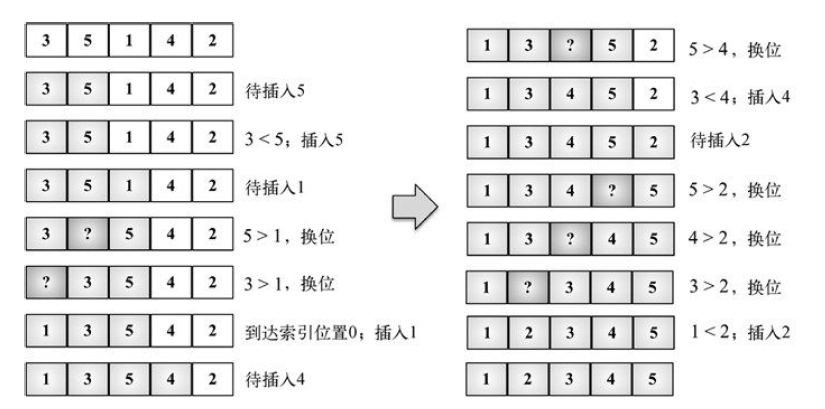 3 5 1 4 2
3 5 1 4 2 待插入5
3 5 1 4 2 3 < 5；插入5
3 5 1 4 2 待插入1
3 ? 5 4 2 5 > 1，换位
? 3 5 4 2 3 > 1，换位
1 3 5 4 2 到达索引位置0；插入1
1 3 5 4 2 待插入4
1 3 ? 5 2 5 > 4，换位
1 3 4 5 2 3 < 4；插入4
1 3 4 5 2 待插入2
1 3 4 ? 5 5 > 2，换位
1 3 ? 4 5 4 > 2，换位
1 ? 3 4 5 3 > 2，换位
1 2 3 4 5 1 < 2；插入2
1 2 3 4 5